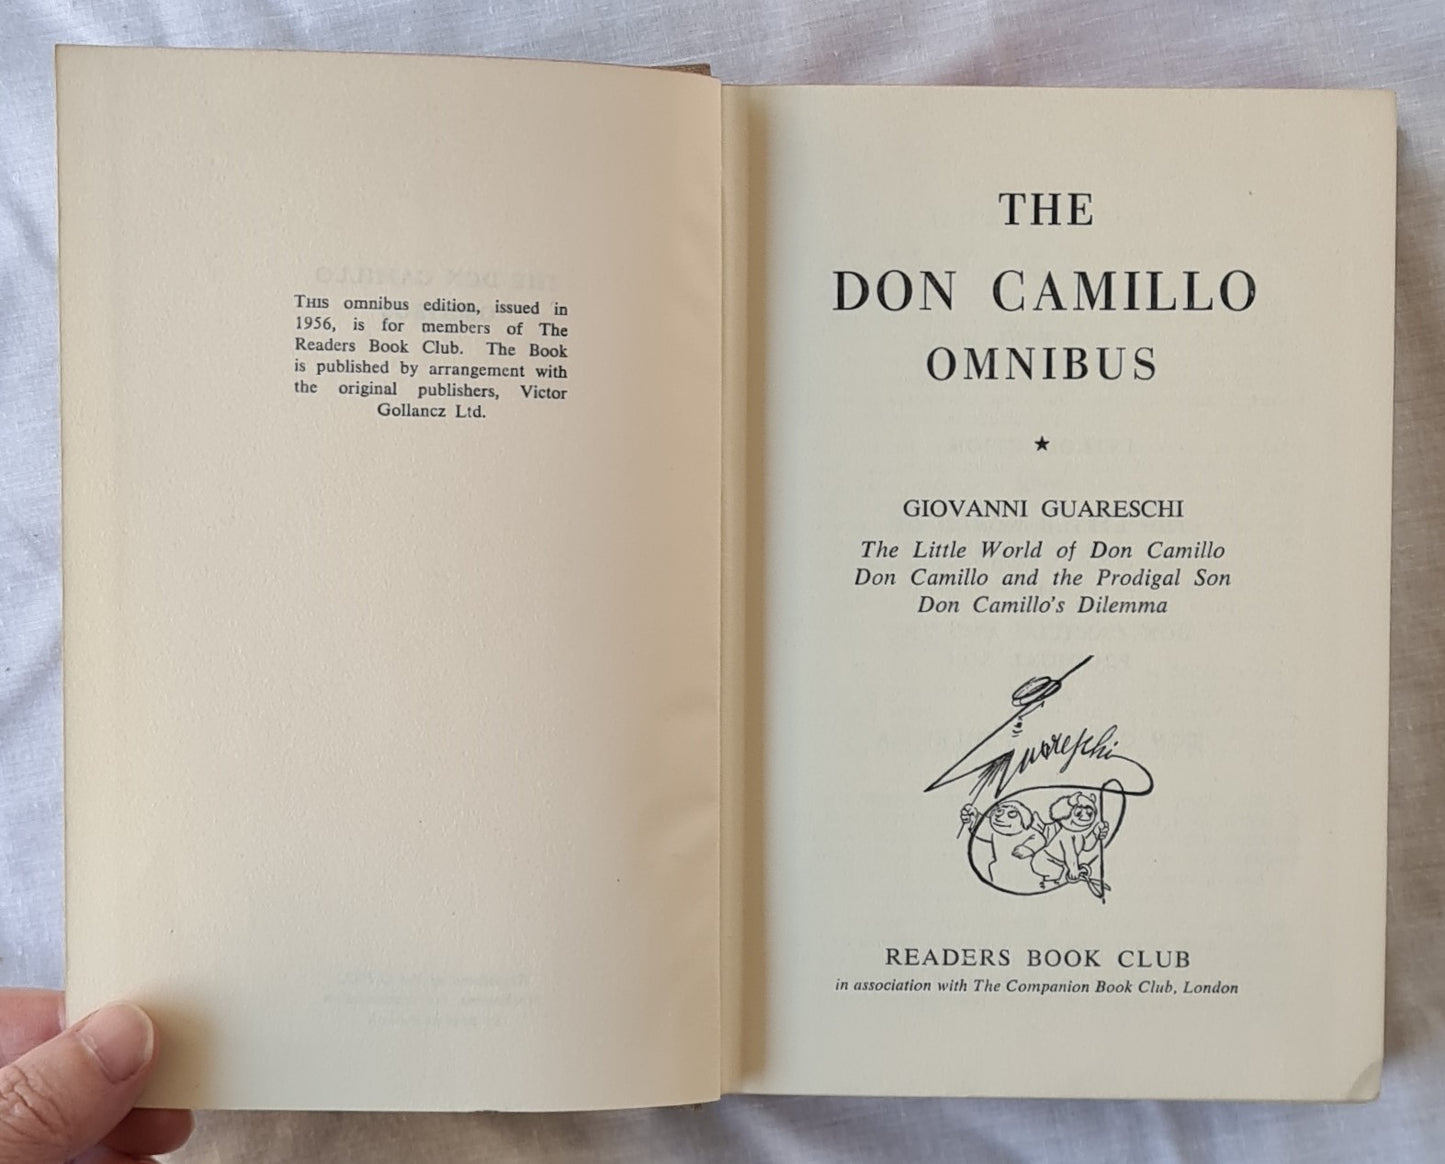 THIS omnibus edition, issued in
1956, is for members of The
Readers Book Club. The Book
is published by arrangement with
the original publishers, Victor
Gollancz Ltd.
THE
DON CAMILLO
OMNIBUS
★
GIOVANNI GUARESCHI
The Little World of Don Camillo
Don Camillo and the Prodigal Son
Don Camillo's Dilemma
Guareschi
READERS BOOK CLUB
in association with The Companion Book Club, London